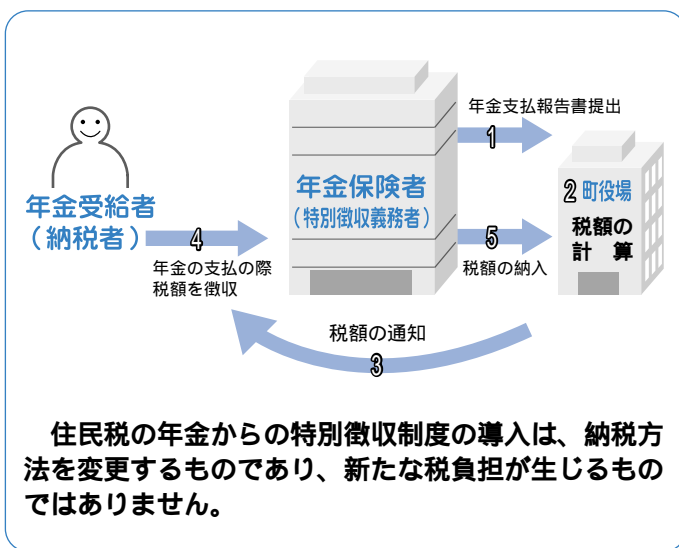 年金支払報告書提出
1
年金受給者
（納税者）
年金保険者
（特別徴収義務者）
2 町役場
税額の
計　算
4
年金の支払の際
税額を徴収
5
税額の納入
税額の通知
3
　住民税の年金からの特別徴収制度の導入は、納税方
法を変更するものであり、新たな税負担が生じるもの
ではありません。